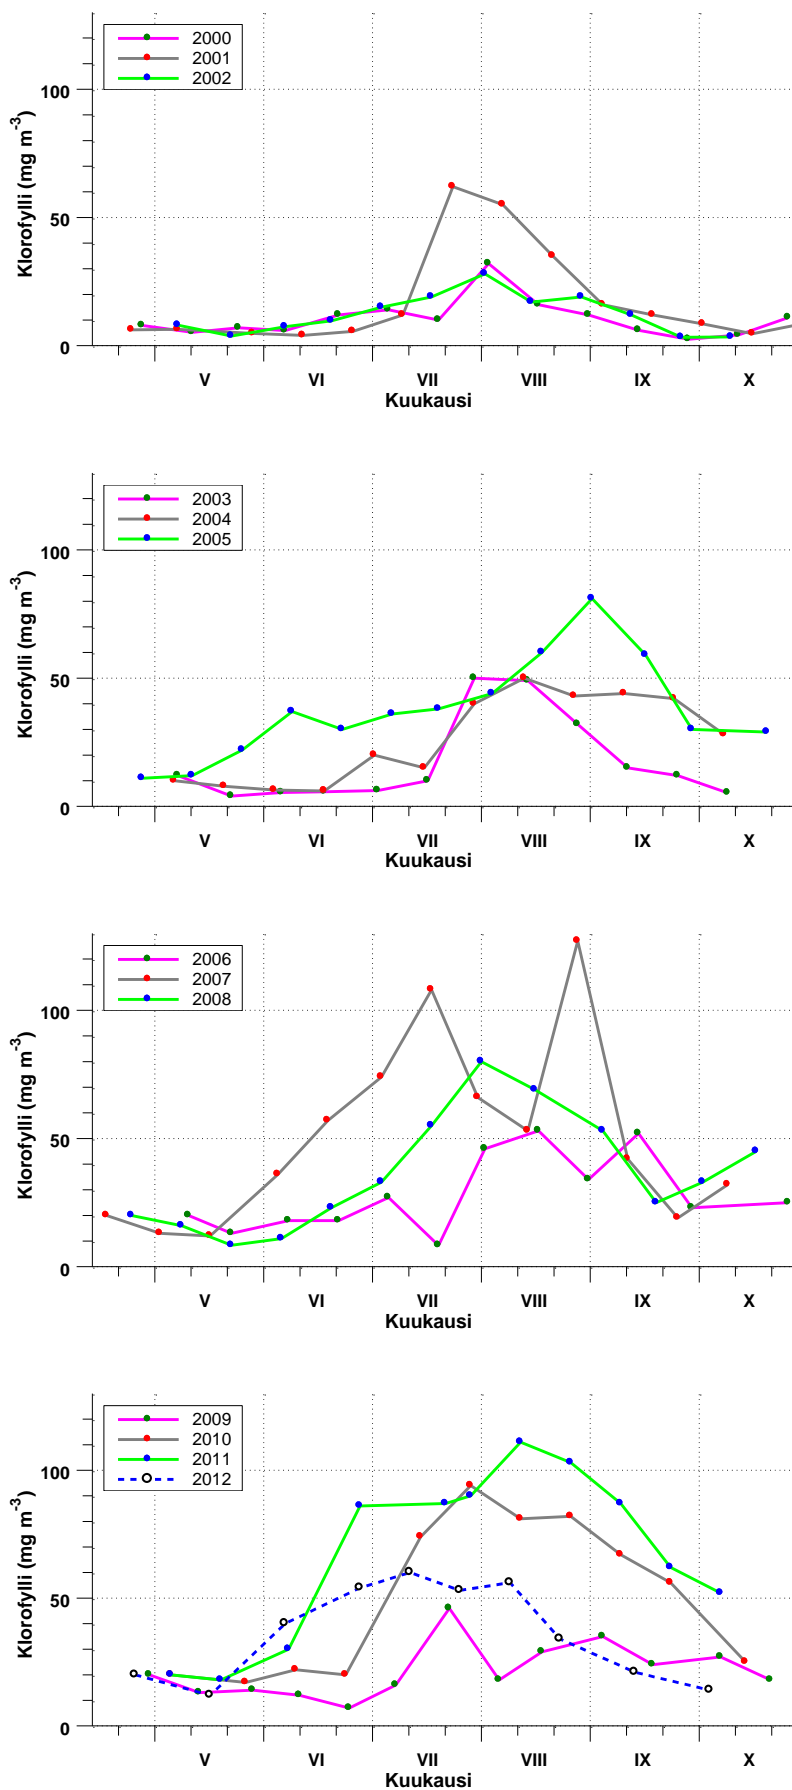 2000
2001
2002
Klorofylli (mg m⁻³)
100
50
0
V VI VII VIII IX X
Kuukausi
2003
2004
2005
Klorofylli (mg m⁻³)
100
50
0
V VI VII VIII IX X
Kuukausi
2006
2007
2008
Klorofylli (mg m⁻³)
100
50
0
V VI VII VIII IX X
Kuukausi
2009
2010
2011
2012
Klorofylli (mg m⁻³)
100
50
0
V VI VII VIII IX X
Kuukausi